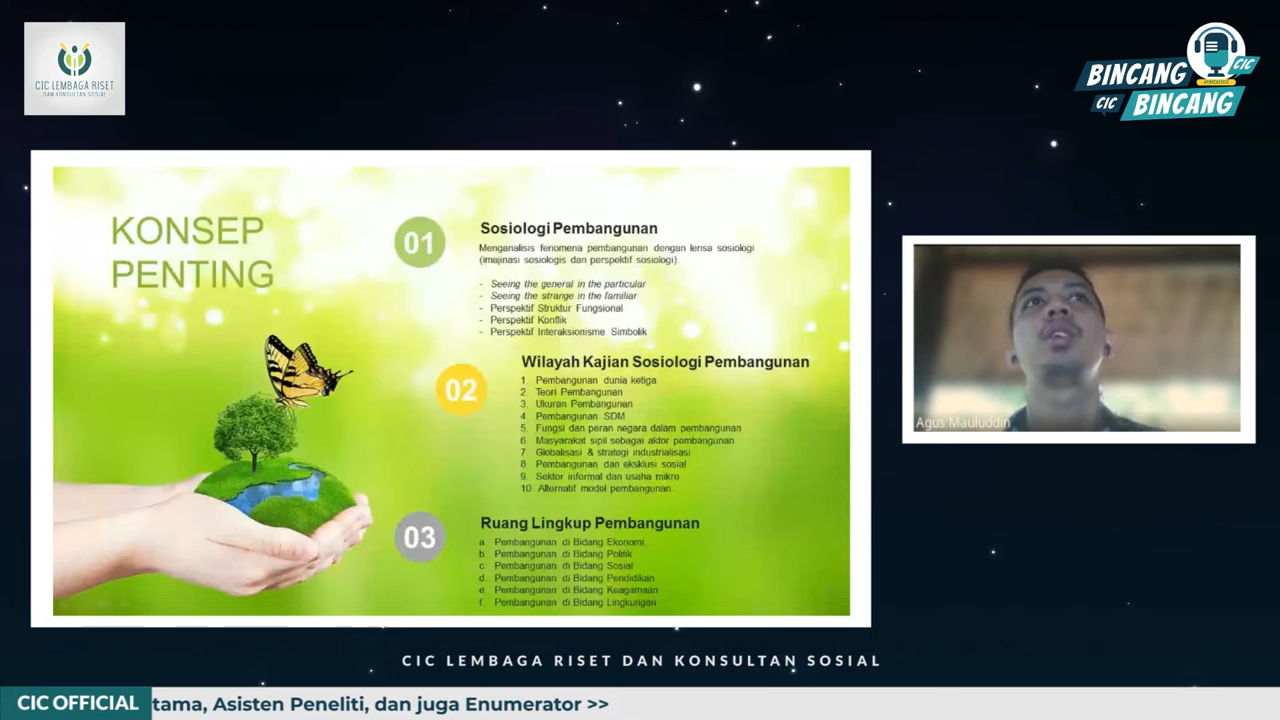 CIC LEMBAGA RISET
DAN KONSULTAN SOSIAL
BINCANG
CIC
CIC
BINCANG
KONSEP
PENTING
01
Sosiologi Pembangunan
Menganalisis fenomena pembangunan dengan lensa sosiologi
(imajinasi sosiologis dan perspektif sosiologi)
- Seeing the general in the particular
- Seeing the strange in the familiar
- Perspektif Struktur Fungsional
- Perspektif Konflik
- Perspektif Interaksionisme Simbolik
02
Wilayah Kajian Sosiologi Pembangunan
1. Pembangunan dunia ketiga
2. Teori Pembangunan
3. Ukuran Pembangunan
4. Pembangunan SDM
5. Fungsi dan peran negara dalam pembangunan
6. Masyarakat sipil sebagai aktor pembangunan
7. Globalisasi & strategi industrialisasi
8. Pembangunan dan eksklusi sosial
9. Sektor informal dan usaha mikro
10. Alternatif model pembangunan.
03
Ruang Lingkup Pembangunan
a. Pembangunan di Bidang Ekonomi.
b. Pembangunan di Bidang Politik
c. Pembangunan di Bidang Sosial
d. Pembangunan di Bidang Pendidikan
e. Pembangunan di Bidang Keagamaan
f. Pembangunan di Bidang Lingkungan
Agus Mauluddin
CIC LEMBAGA RISET DAN KONSULTAN SOSIAL
CIC OFFICIAL
tama, Asisten Peneliti, dan juga Enumerator >>